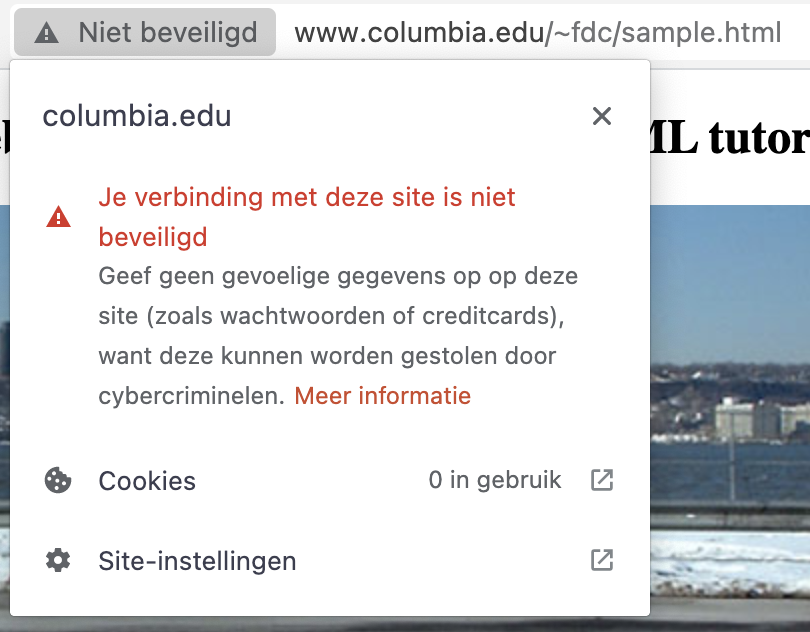 Niet beveiligd www.columbia.edu/~fdc/sample.html
columbia.edu
ML tutor
Je verbinding met deze site is niet
beveiligd
Geef geen gevoelige gegevens op op deze
site (zoals wachtwoorden of creditcards),
want deze kunnen worden gestolen door
cybercriminelen. Meer informatie
Cookies 0 in gebruik
Site-instellingen